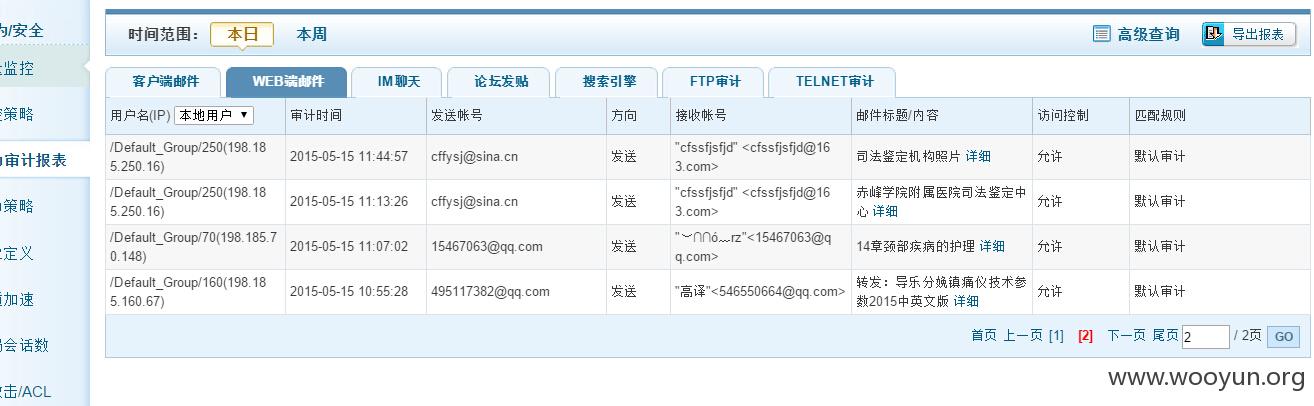 为/安全
时间范围： 本日 本周 高级查询 导出报表
监控
客户端邮件 WEB端邮件 IM聊天 论坛发贴 搜索引擎 FTP审计 TELNET审计
用户名(IP) 本地用户 审计时间 发送帐号 方向 接收帐号 邮件标题/内容 访问控制 匹配规则
策略
/Default_Group/250(198.18
5.250.16) 2015-05-15 11:44:57 cffysj@sina.cn 发送 "cfssfjsfjd" <cfssfjsfjd@16
3.com> 司法鉴定机构照片 详细 允许 默认审计
审计报表
/Default_Group/250(198.18
5.250.16) 2015-05-15 11:13:26 cffysj@sina.cn 发送 "cfssfjsfjd" <cfssfjsfjd@16
3.com> 赤峰学院附属医院司法鉴定中
心 详细 允许 默认审计
策略
/Default_Group/70(198.185.7
0.148) 2015-05-15 11:07:02 15467063@qq.com 发送 <15467063@q
q.com> 14章颈部疾病的护理 详细 允许 默认审计
定义
/Default_Group/160(198.18
5.160.67) 2015-05-15 10:55:28 495117382@qq.com 发送 "高译"<546550664@qq.com> 转发：导乐分娩镇痛仪技术参
数2015中英文版 详细 允许 默认审计
加速
首页 上一页 [1] [2] 下一页 尾页 2 / 2页 GO
会话数
攻击/ACL
www.wooyun.org